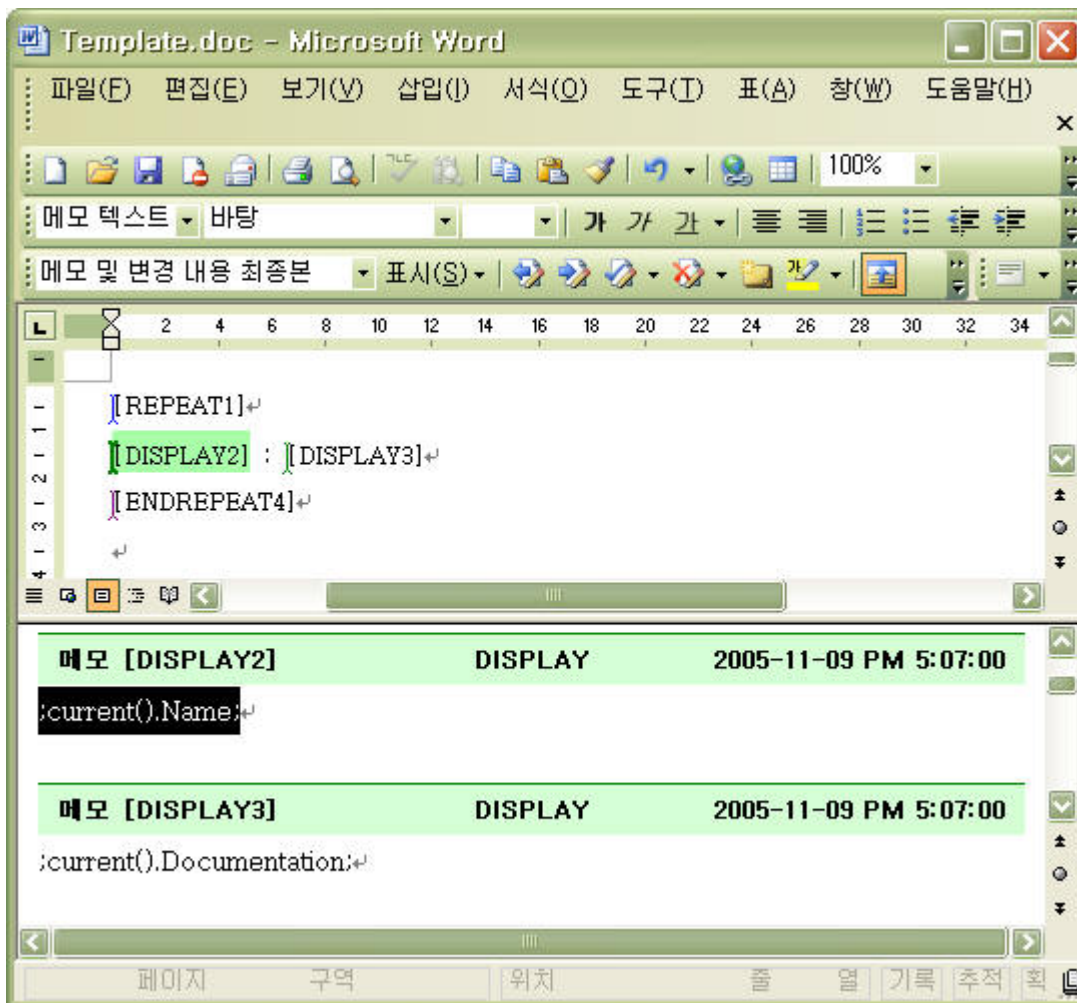 Template.doc - Microsoft Word
파일(F) 편집(E) 보기(V) 삽입(I) 서식(O) 도구(T) 표(A) 창(W) 도움말(H)
100%
메모 텍스트 바탕 가 가 가
메모 및 변경 내용 최종본 표시(S) 가
2 4 6 8 10 12 14 16 18 20 22 24 26 28 30 32 34
[REPEAT1]
1
[DISPLAY2] : [DISPLAY3]
2
[ENDREPEAT4]
3
4
메모 [DISPLAY2] DISPLAY 2005-11-09 PM 5:07:00
;current().Name;
메모 [DISPLAY3] DISPLAY 2005-11-09 PM 5:07:00
;current().Documentation;
페이지 구역 위치 줄 열 기록 추적 확